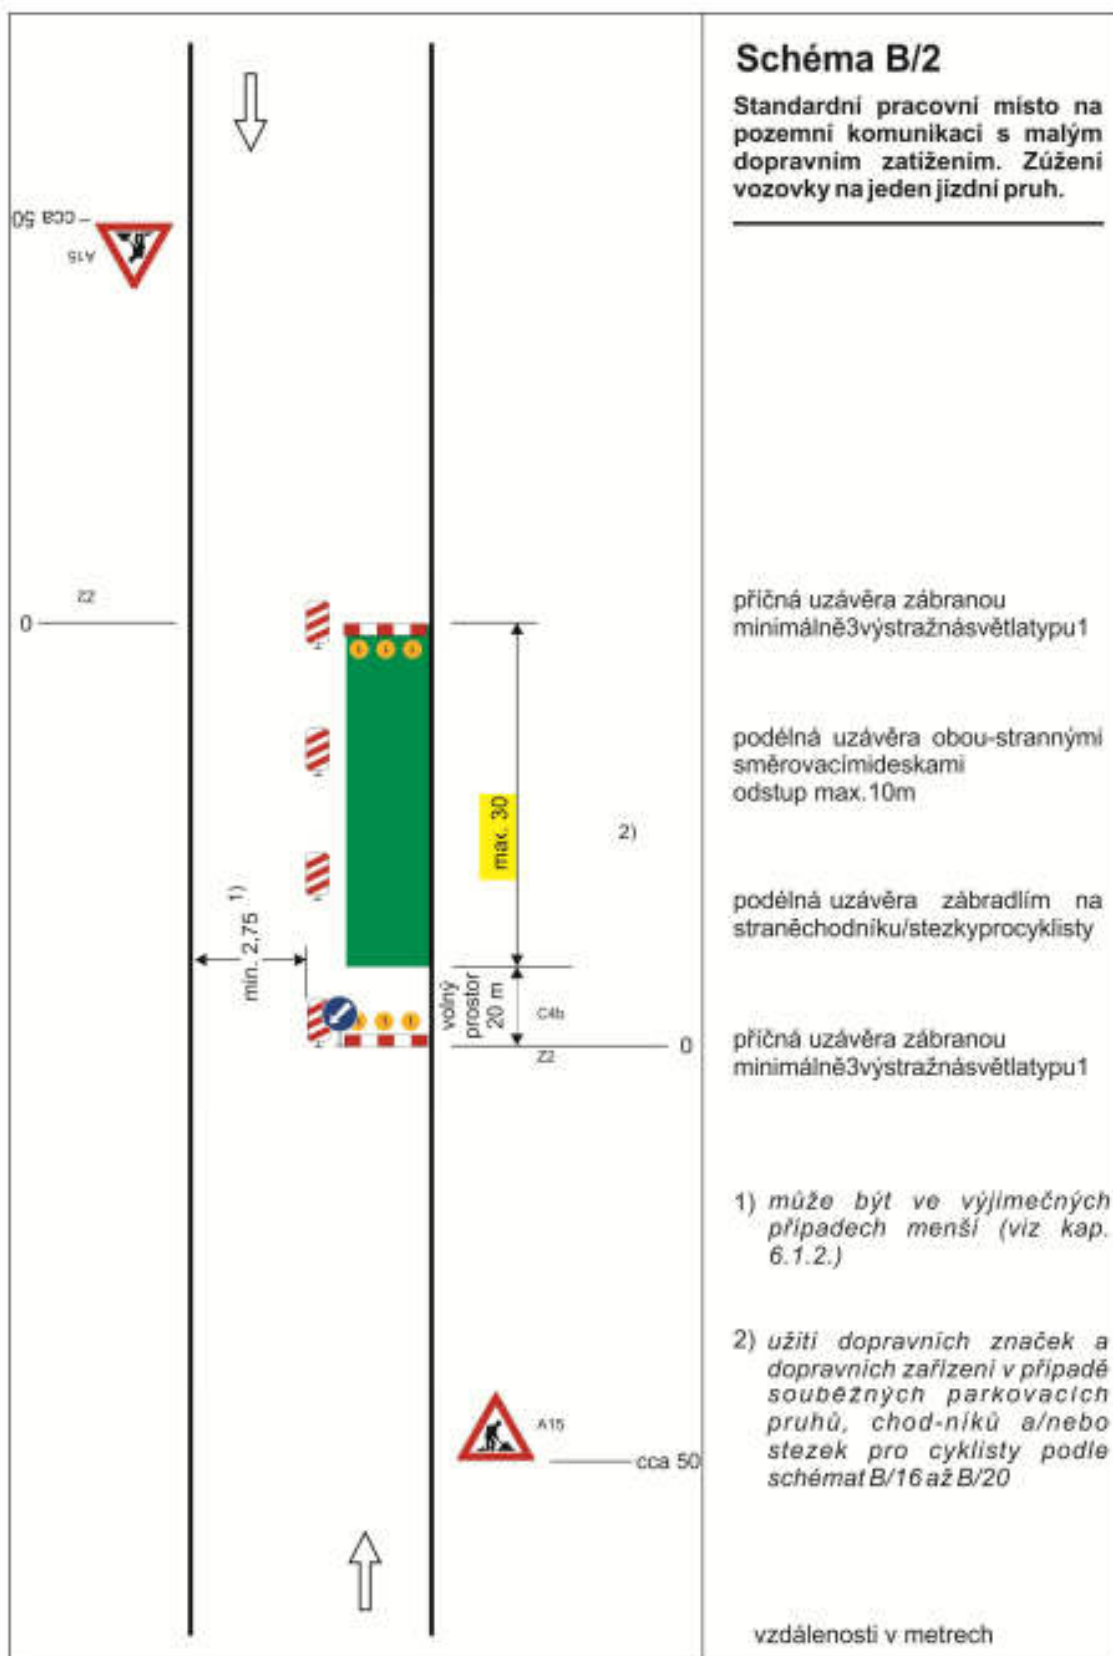 Schéma B/2
Standardní pracovní místo na
pozemní komunikaci s malým
dopravním zatížením. Zúžení
vozovky na jeden jízdní pruh.
cca 50
A15
Z2
0
příčná uzávěra zábranou
minimálně3výstražnásvětlatypu1
podélná uzávěra obou-strannými
směrovacímideskami
odstup max.10m
max. 30
2)
podélná uzávěra zábradlím na
straněchodníku/stezkyprocyklisty
min. 2,75 1)
volný
prostor
20 m
C4b
Z2
0
příčná uzávěra zábranou
minimálně3výstražnásvětlatypu1
1) může být ve výjimečných
případech menší (viz kap.
6.1.2.)
2) užití dopravních značek a
dopravních zařízení v případě
souběžných parkovacích
pruhů, chod-níků a/nebo
stezek pro cyklisty podle
schémat B/16 až B/20
A15
cca 50
vzdálenosti v metrech